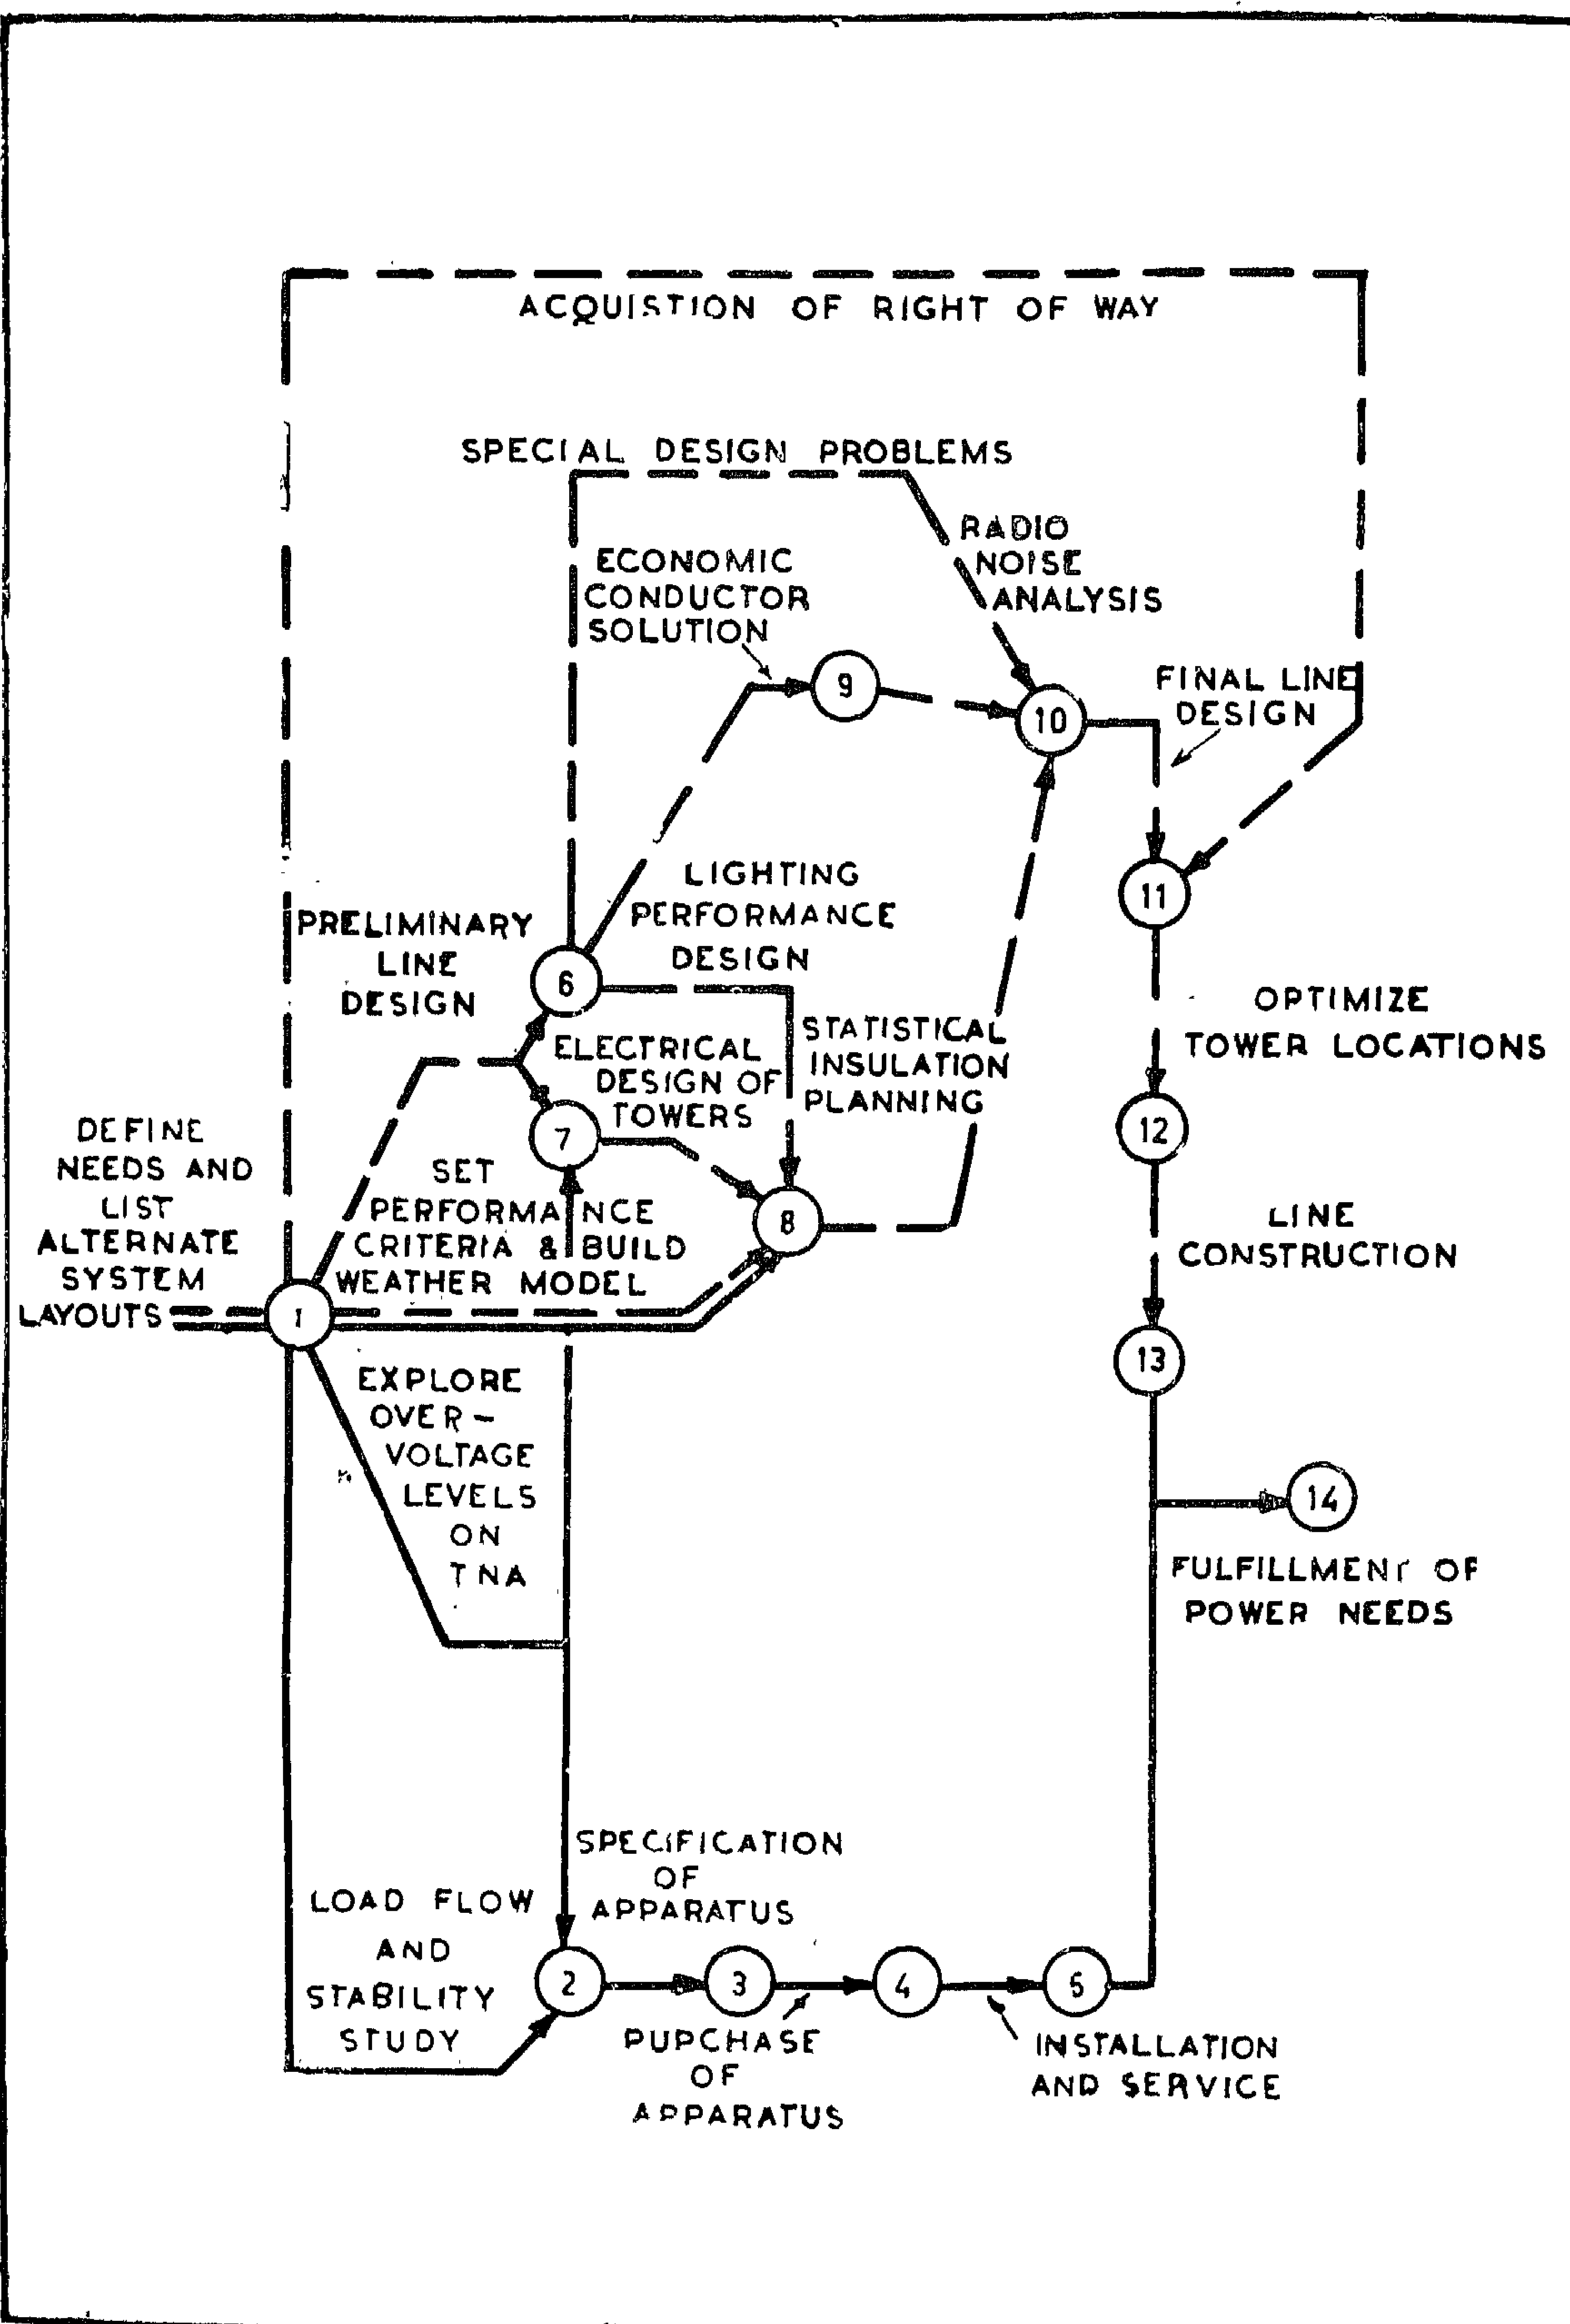 ACQUISTION OF RIGHT OF WAY
SPECIAL DESIGN PROBLEMS
RADIO
NOISE
ANALYSIS
ECONOMIC
CONDUCTOR
SOLUTION
9
10
FINAL LINE
DESIGN
11
LIGHTING
PERFORMANCE
DESIGN
PRELIMINARY
LINE
DESIGN
6
STATISTICAL
INSULATION
PLANNING
ELECTRICAL
DESIGN OF
TOWERS
OPTIMIZE
TOWER LOCATIONS
7
12
DEFINE
NEEDS AND
LIST
ALTERNATE
SYSTEM
LAYOUTS
SET
PERFORMANCE
CRITERIA & BUILD
WEATHER MODEL
8
LINE
CONSTRUCTION
1
13
EXPLORE
OVER-
VOLTAGE
LEVELS
ON
TNA
14
FULFILLMENT OF
POWER NEEDS
SPECIFICATION
OF
APPARATUS
LOAD FLOW
AND
STABILITY
STUDY
2
3
4
5
PUPCHASE
OF
APPARATUS
INSTALLATION
AND SERVICE